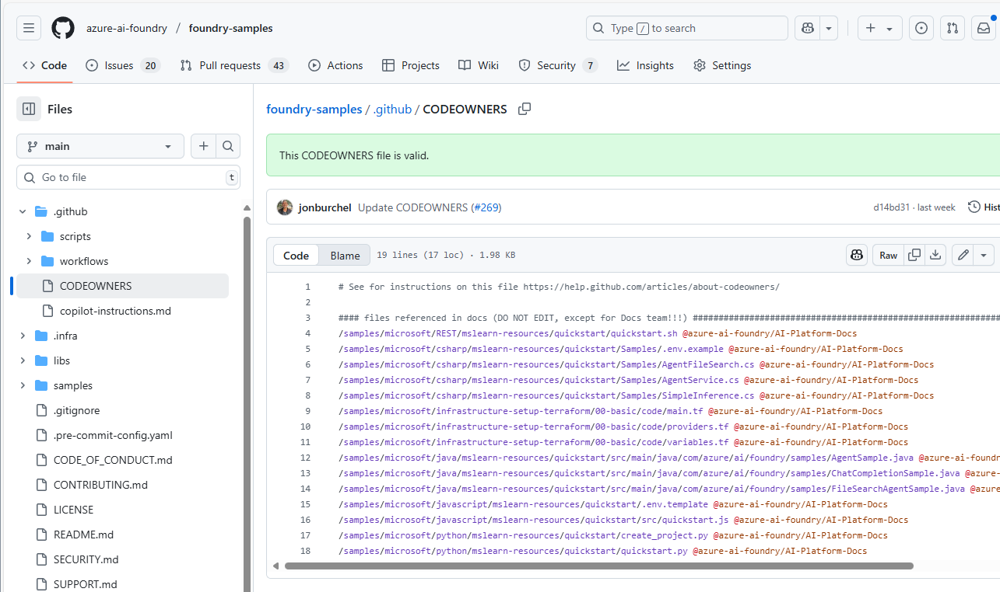 azure-ai-foundry / foundry-samples
Type / to search
Code
Issues 20
Pull requests 43
Actions
Projects
Wiki
Security 7
Insights
Settings
Files
main
Go to file
t
.github
scripts
workflows
CODEOWNERS
copilot-instructions.md
.infra
libs
samples
.gitignore
.pre-commit-config.yaml
CODE_OF_CONDUCT.md
CONTRIBUTING.md
LICENSE
README.md
SECURITY.md
SUPPORT.md
foundry-samples / .github / CODEOWNERS
This CODEOWNERS file is valid.
jonburchel Update CODEOWNERS (#269)
d14bd31 · last week
Hist
Code Blame 19 lines (17 loc) · 1.98 KB
Raw
1 # See for instructions on this file https://help.github.com/articles/about-codeowners/
2
3 #### files referenced in docs (DO NOT EDIT, except for Docs team!!!) ############################################################
4 /samples/microsoft/REST/mslearn-resources/quickstart/quickstart.sh @azure-ai-foundry/AI-Platform-Docs
5 /samples/microsoft/csharp/mslearn-resources/quickstart/Samples/.env.example @azure-ai-foundry/AI-Platform-Docs
6 /samples/microsoft/csharp/mslearn-resources/quickstart/Samples/AgentFileSearch.cs @azure-ai-foundry/AI-Platform-Docs
7 /samples/microsoft/csharp/mslearn-resources/quickstart/Samples/AgentService.cs @azure-ai-foundry/AI-Platform-Docs
8 /samples/microsoft/csharp/mslearn-resources/quickstart/Samples/SimpleInference.cs @azure-ai-foundry/AI-Platform-Docs
9 /samples/microsoft/infrastructure-setup-terraform/00-basic/code/main.tf @azure-ai-foundry/AI-Platform-Docs
10 /samples/microsoft/infrastructure-setup-terraform/00-basic/code/providers.tf @azure-ai-foundry/AI-Platform-Docs
11 /samples/microsoft/infrastructure-setup-terraform/00-basic/code/variables.tf @azure-ai-foundry/AI-Platform-Docs
12 /samples/microsoft/java/mslearn-resources/quickstart/src/main/java/com/azure/ai/foundry/samples/AgentSample.java @azure-ai-foundr
13 /samples/microsoft/java/mslearn-resources/quickstart/src/main/java/com/azure/ai/foundry/samples/ChatCompletionSample.java @azure-
14 /samples/microsoft/java/mslearn-resources/quickstart/src/main/java/com/azure/ai/foundry/samples/FileSearchAgentSample.java @azure
15 /samples/microsoft/javascript/mslearn-resources/quickstart/.env.template @azure-ai-foundry/AI-Platform-Docs
16 /samples/microsoft/javascript/mslearn-resources/quickstart/src/quickstart.js @azure-ai-foundry/AI-Platform-Docs
17 /samples/microsoft/python/mslearn-resources/quickstart/create_project.py @azure-ai-foundry/AI-Platform-Docs
18 /samples/microsoft/python/mslearn-resources/quickstart/quickstart.py @azure-ai-foundry/AI-Platform-Docs